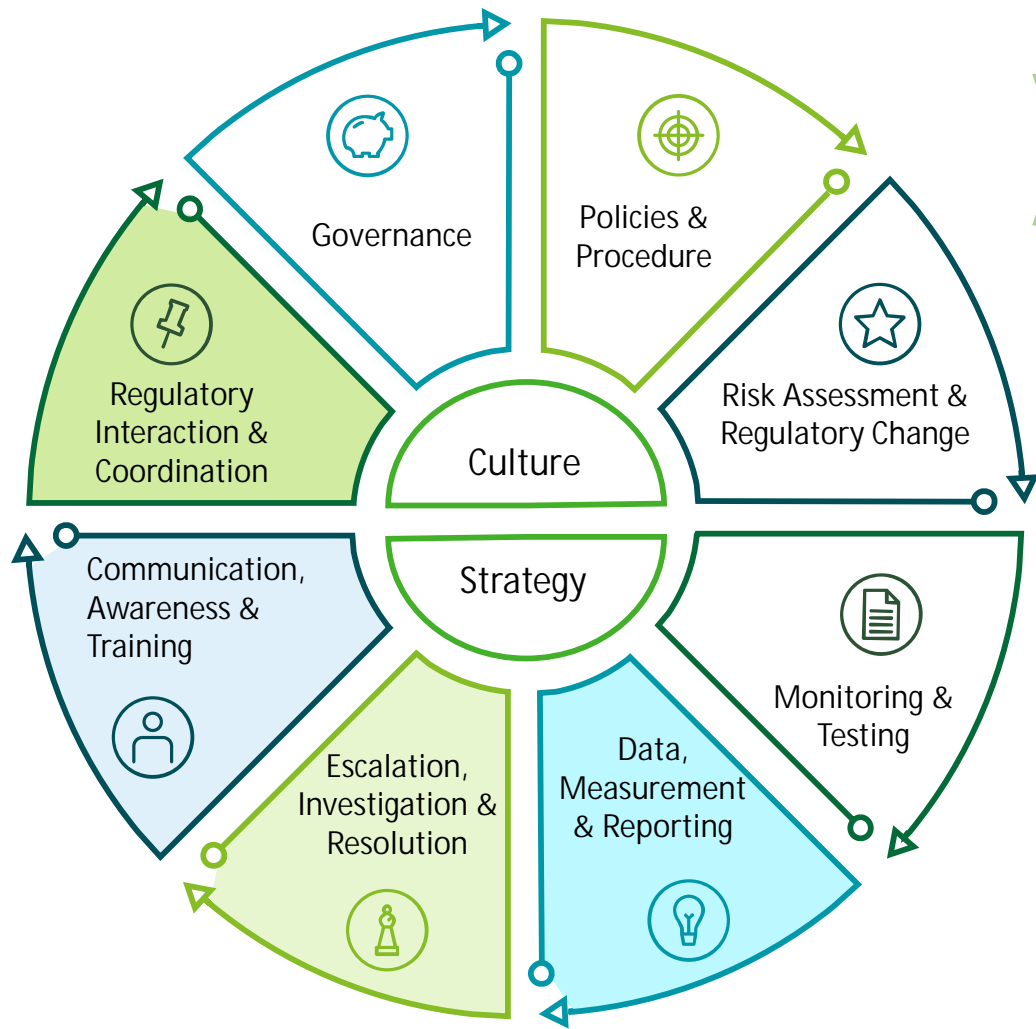 Governance
Policies &
Procedure
Risk Assessment &
Regulatory Change
Monitoring &
Testing
Data,
Measurement
& Reporting
Escalation,
Investigation &
Resolution
Communication,
Awareness &
Training
Regulatory
Interaction &
Coordination
Culture
Strategy